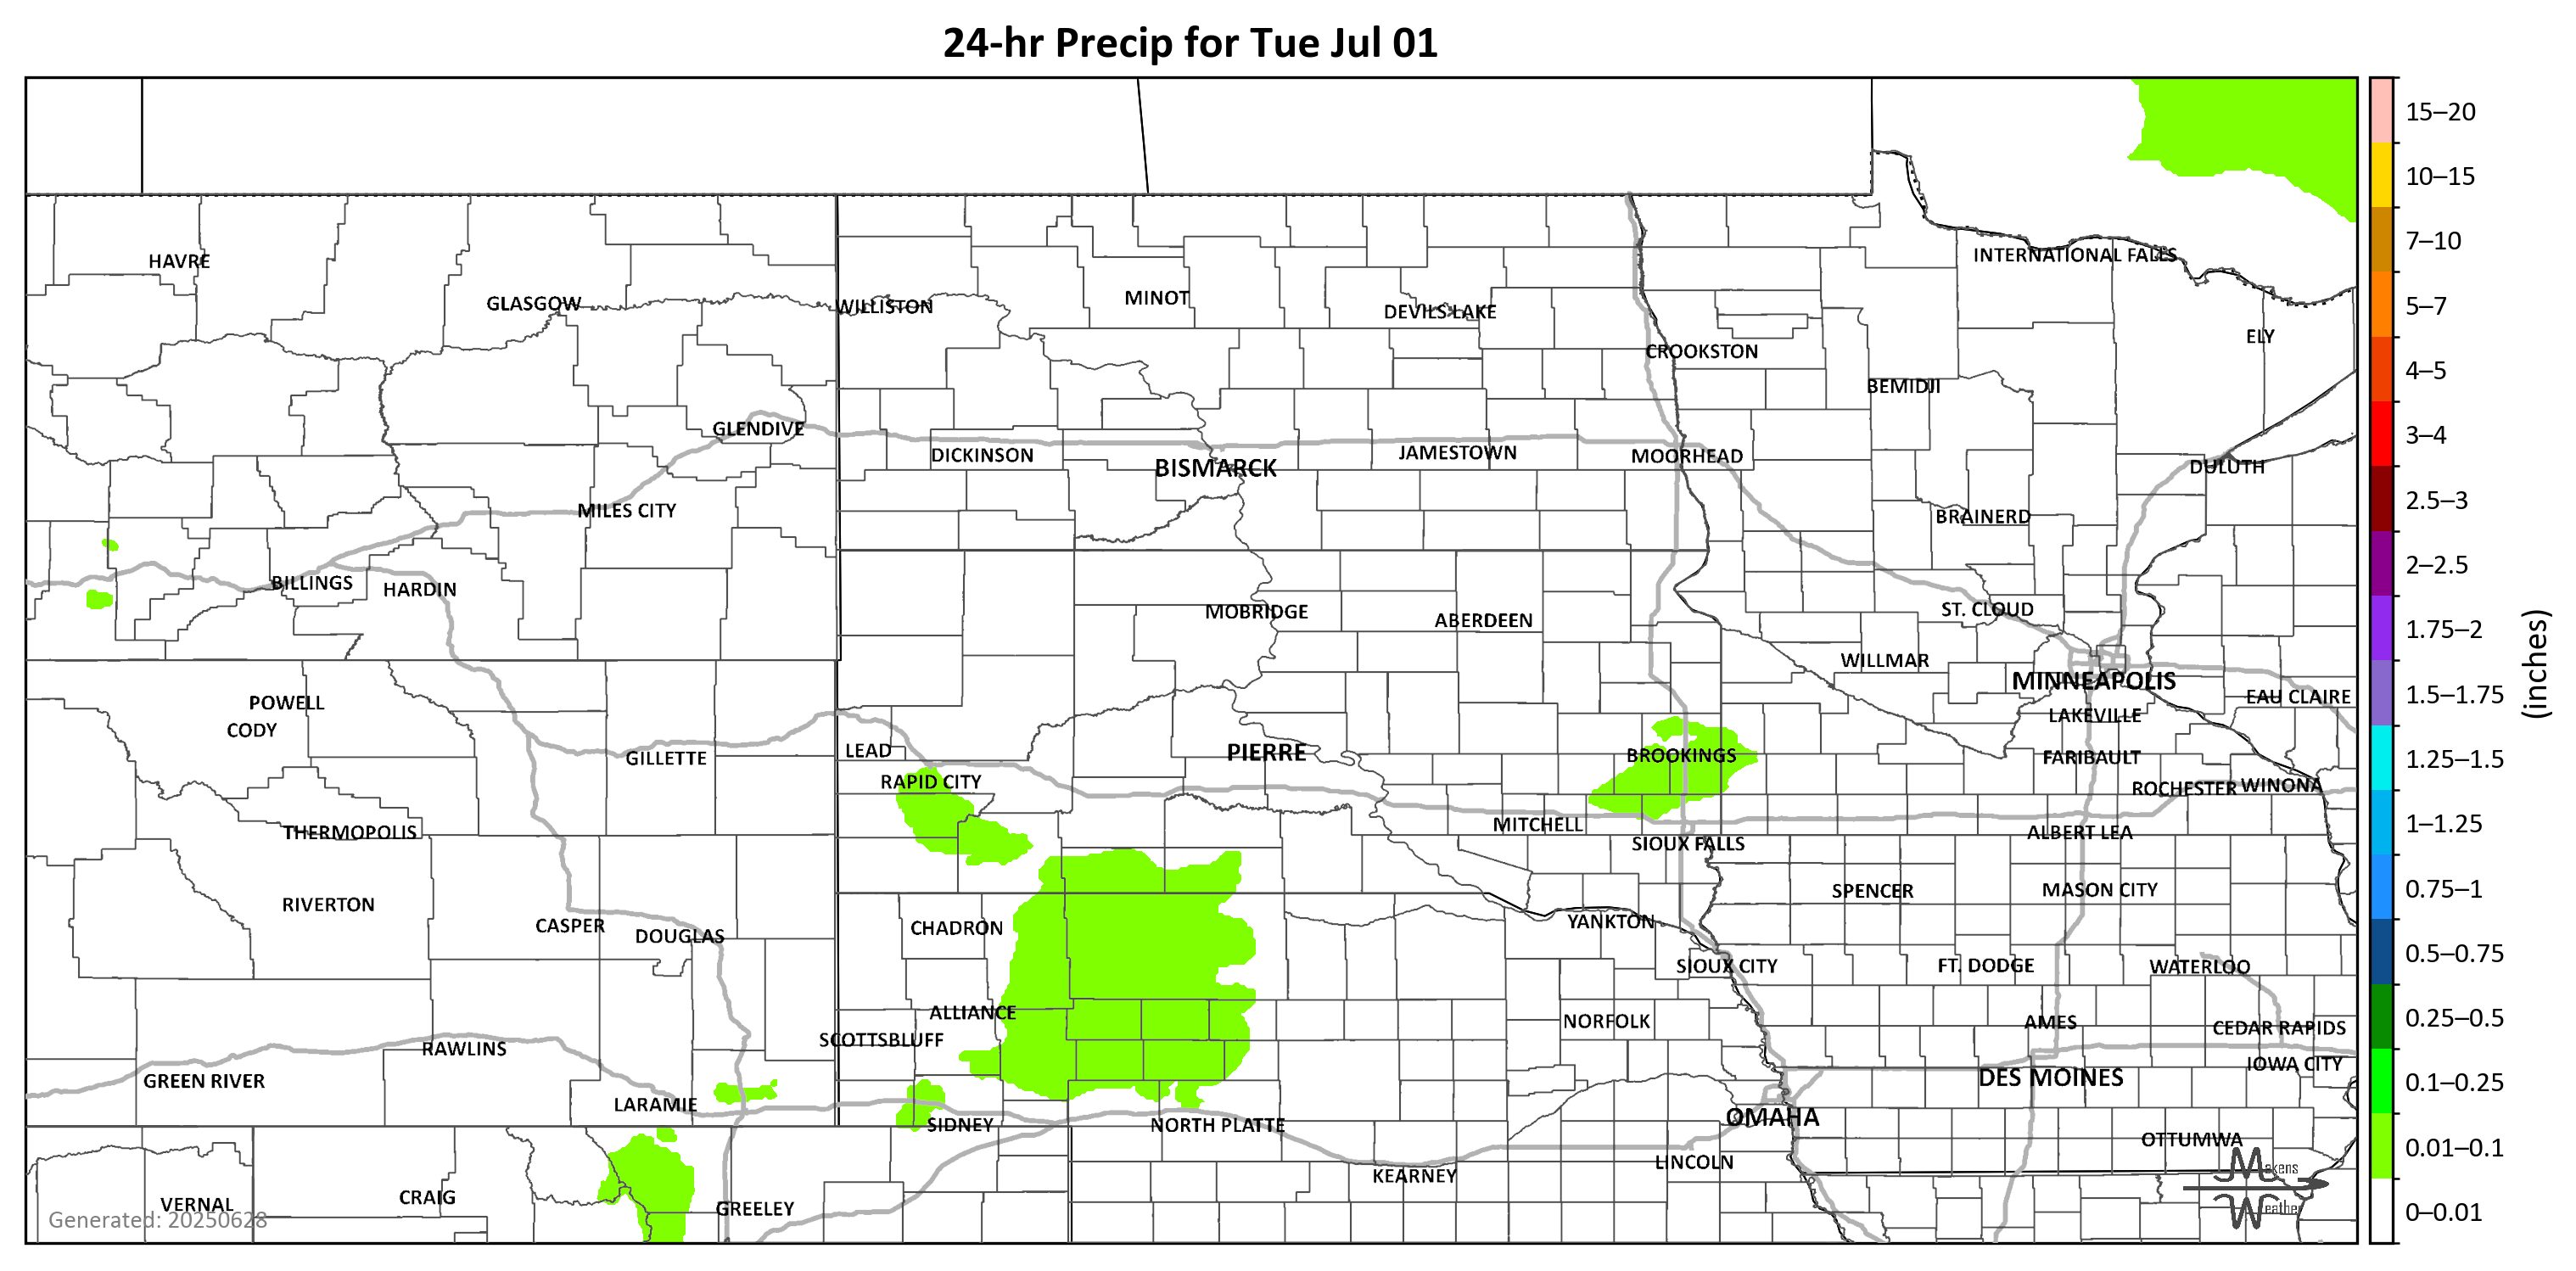 24-hr Precip for Tue Jul 01
15–20
10–15
7–10
5–7
4–5
3–4
2.5–3
2–2.5
1.75–2
1.5–1.75
1.25–1.5
1–1.25
0.75–1
0.5–0.75
0.25–0.5
0.1–0.25
0.01–0.1
0–0.01
(inches)
HAVRE
INTERNATIONAL FALLS
GLASGOW
WILLISTON
MINOT
DEVILS LAKE
ELY
CROOKSTON
BEMIDJI
GLENDIVE
DICKINSON
BISMARCK
JAMESTOWN
MOORHEAD
DULUTH
MILES CITY
BRAINERD
BILLINGS
HARDIN
MOBRIDGE
ABERDEEN
ST. CLOUD
WILLMAR
MINNEAPOLIS
POWELL
EAU CLAIRE
CODY
LAKEVILLE
GILLETTE
LEAD
PIERRE
BROOKINGS
FARIBAULT
RAPID CITY
ROCHESTER
WINONA
THERMOPOLIS
MITCHELL
SIOUX FALLS
ALBERT LEA
RIVERTON
SPENCER
MASON CITY
CASPER
DOUGLAS
CHADRON
YANKTON
SIOUX CITY
FT. DODGE
WATERLOO
ALLIANCE
NORFOLK
AMES
CEDAR RAPIDS
SCOTTSBLUFF
RAWLINS
IOWA CITY
GREEN RIVER
DES MOINES
LARAMIE
SIDNEY
NORTH PLATTE
OMAHA
OTTUMWA
LINCOLN
KEARNEY
VERNAL
CRAIG
GREELEY
Makens
Weather
Generated: 20250628